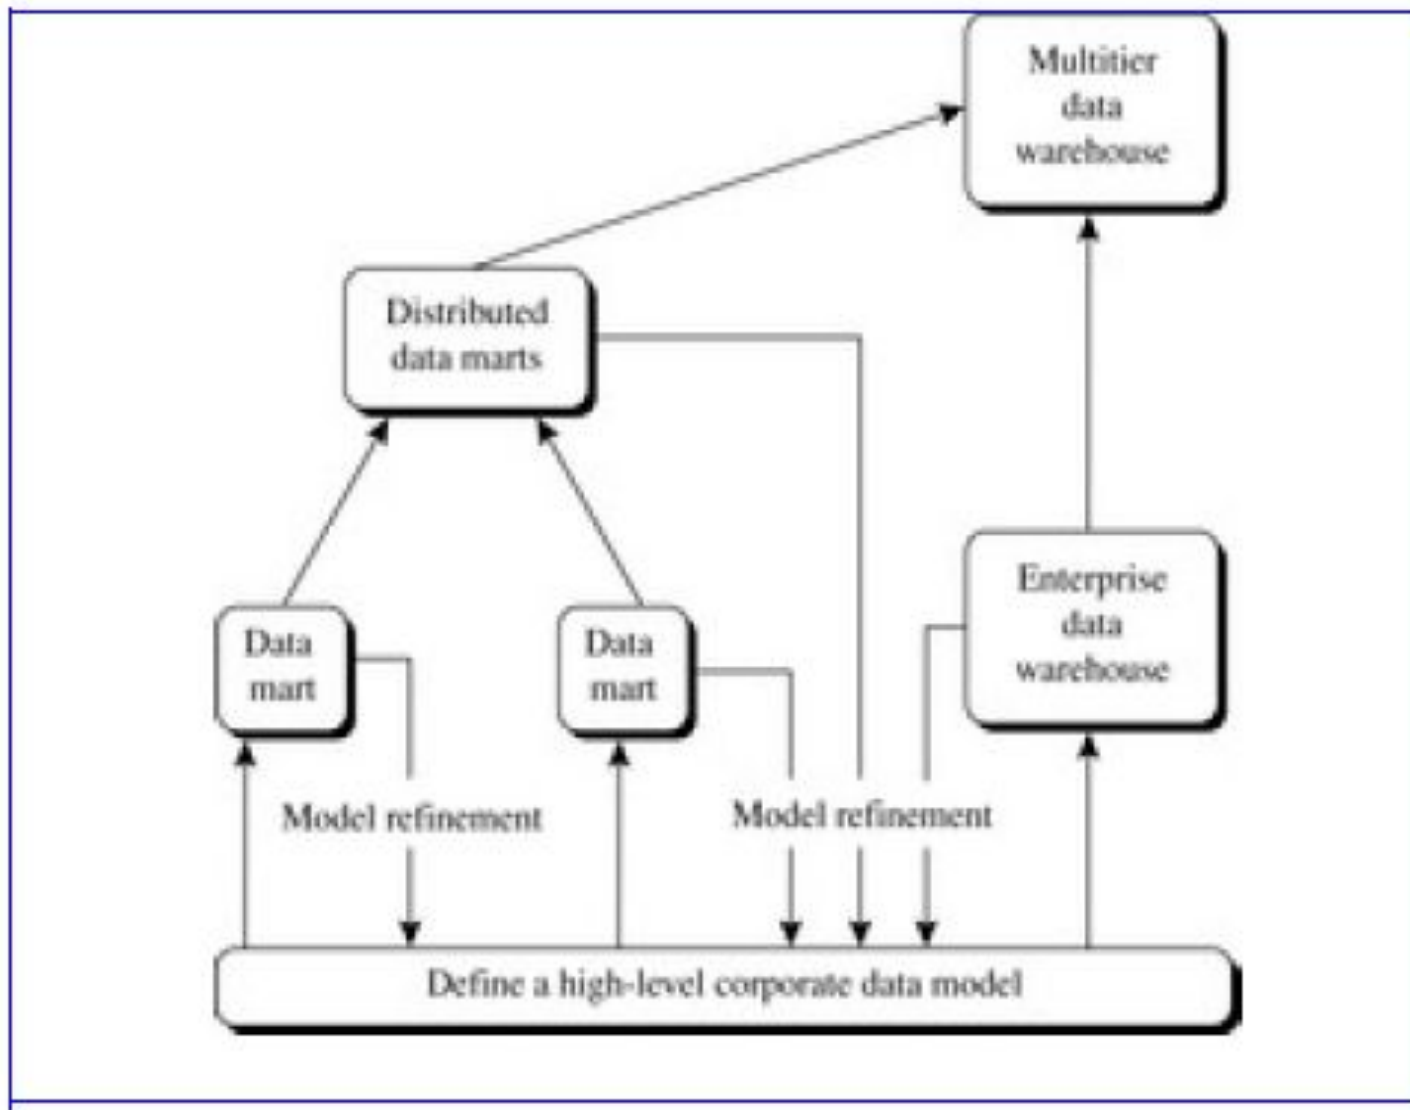 Multitier
data
warehouse
Distributed
data marts
Enterprise
data
warehouse
Data
mart
Data
mart
Model refinement
Model refinement
Define a high-level corporate data model